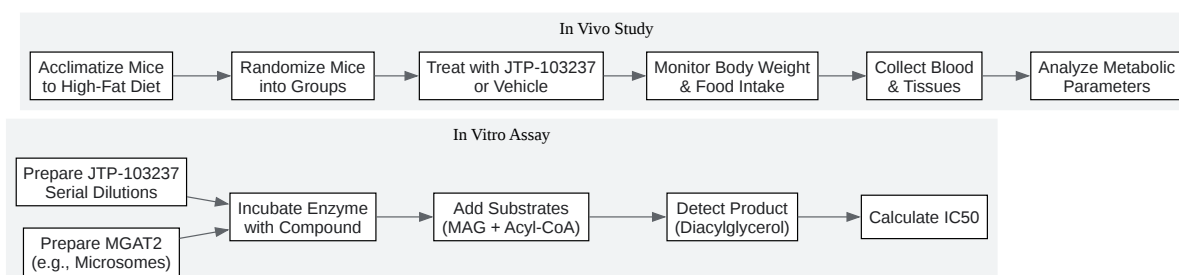 In Vivo Study
Acclimatize Mice
to High-Fat Diet
Randomize Mice
into Groups
Treat with JTP-103237
or Vehicle
Monitor Body Weight
& Food Intake
Collect Blood
& Tissues
Analyze Metabolic
Parameters
In Vitro Assay
Prepare JTP-103237
Serial Dilutions
Prepare MGAT2
(e.g., Microsomes)
Incubate Enzyme
with Compound
Add Substrates
(MAG + Acyl-CoA)
Detect Product
(Diacylglycerol)
Calculate IC50